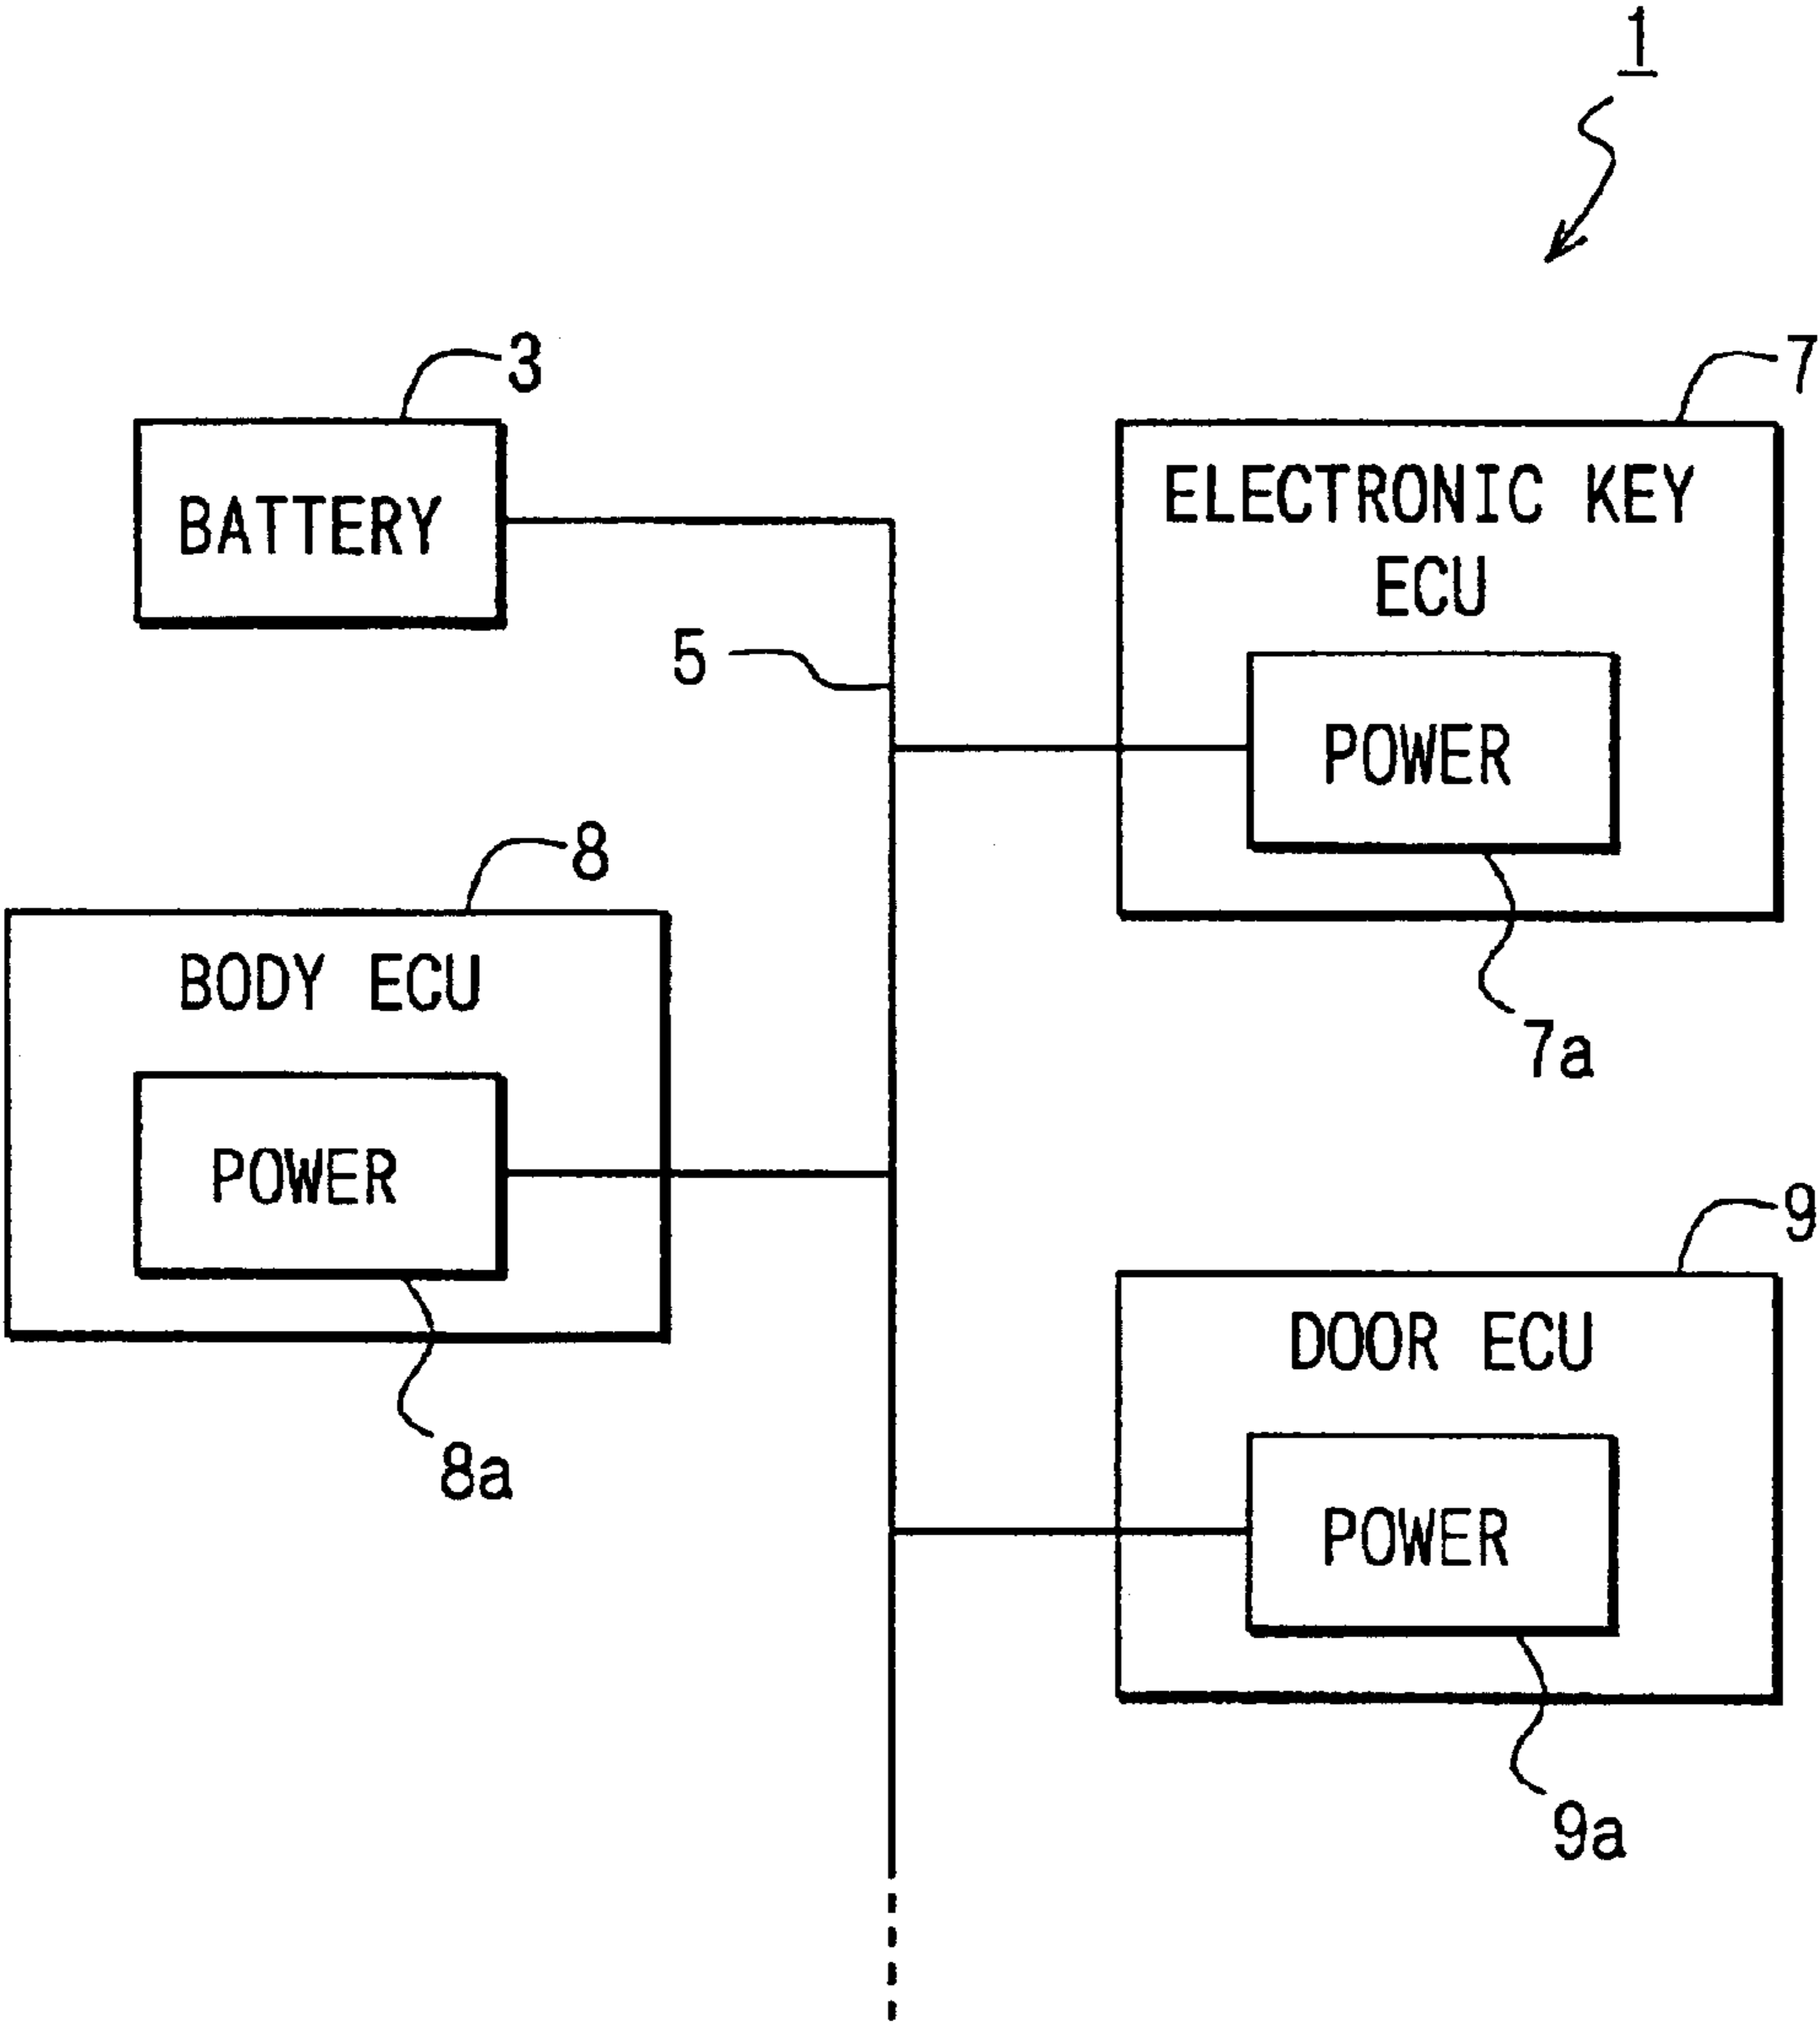 1
3
BATTERY
7
ELECTRONIC KEY
ECU
5
POWER
8
BODY ECU
7a
POWER
9
DOOR ECU
8a
POWER
9a